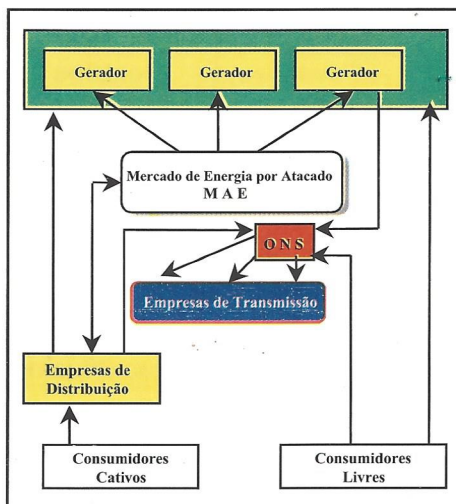 Gerador
Gerador
Gerador
Mercado de Energia por Atacado
M A E
O N S
Empresas de Transmissão
Empresas de
Distribuição
Consumidores
Cativos
Consumidores
Livres